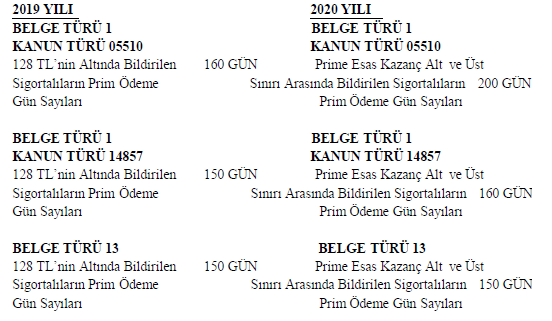 2019 YILI 2020 YILI
BELGE TÜRÜ 1 BELGE TÜRÜ 1
KANUN TÜRÜ 05510 KANUN TÜRÜ 05510
128 TL’nin Altında Bildirilen 160 GÜN Prime Esas Kazanç Alt ve Üst
Sigortalıların Prim Ödeme Sınırı Arasında Bildirilen Sigortalıların 200 GÜN
Gün Sayıları Prim Ödeme Gün Sayıları
BELGE TÜRÜ 1 BELGE TÜRÜ 1
KANUN TÜRÜ 14857 KANUN TÜRÜ 14857
128 TL’nin Altında Bildirilen 150 GÜN Prime Esas Kazanç Alt ve Üst
Sigortalıların Prim Ödeme Sınırı Arasında Bildirilen Sigortalıların 160 GÜN
Gün Sayıları Prim Ödeme Gün Sayıları
BELGE TÜRÜ 13 BELGE TÜRÜ 13
128 TL’nin Altında Bildirilen 150 GÜN Prime Esas Kazanç Alt ve Üst
Sigortalıların Prim Ödeme Sınırı Arasında Bildirilen Sigortalıların 150 GÜN
Gün Sayıları Prim Ödeme Gün Sayıları